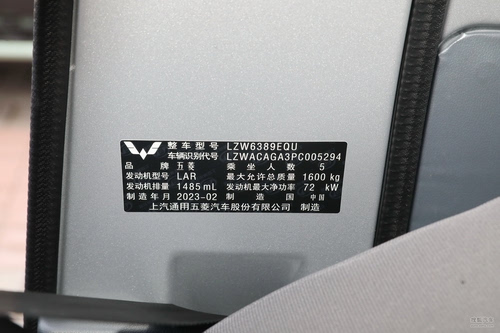 整车型号 LZW6389EQU
车辆识别代号 LZWACAGA3PC005294
品牌 五菱 乘坐人数 5
发动机型号 LAR 最大允许总质量 1600 kg
发动机排量 1485 mL 发动机最大净功率 72 kW
制造年月 2023-02 制造国 中国
上汽通用五菱汽车股份有限公司 制造